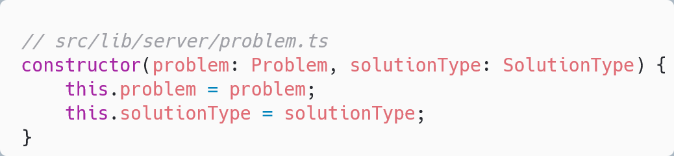 // src/lib/server/problem.ts
constructor(problem: Problem, solutionType: SolutionType) {
    this.problem = problem;
    this.solutionType = solutionType;
}